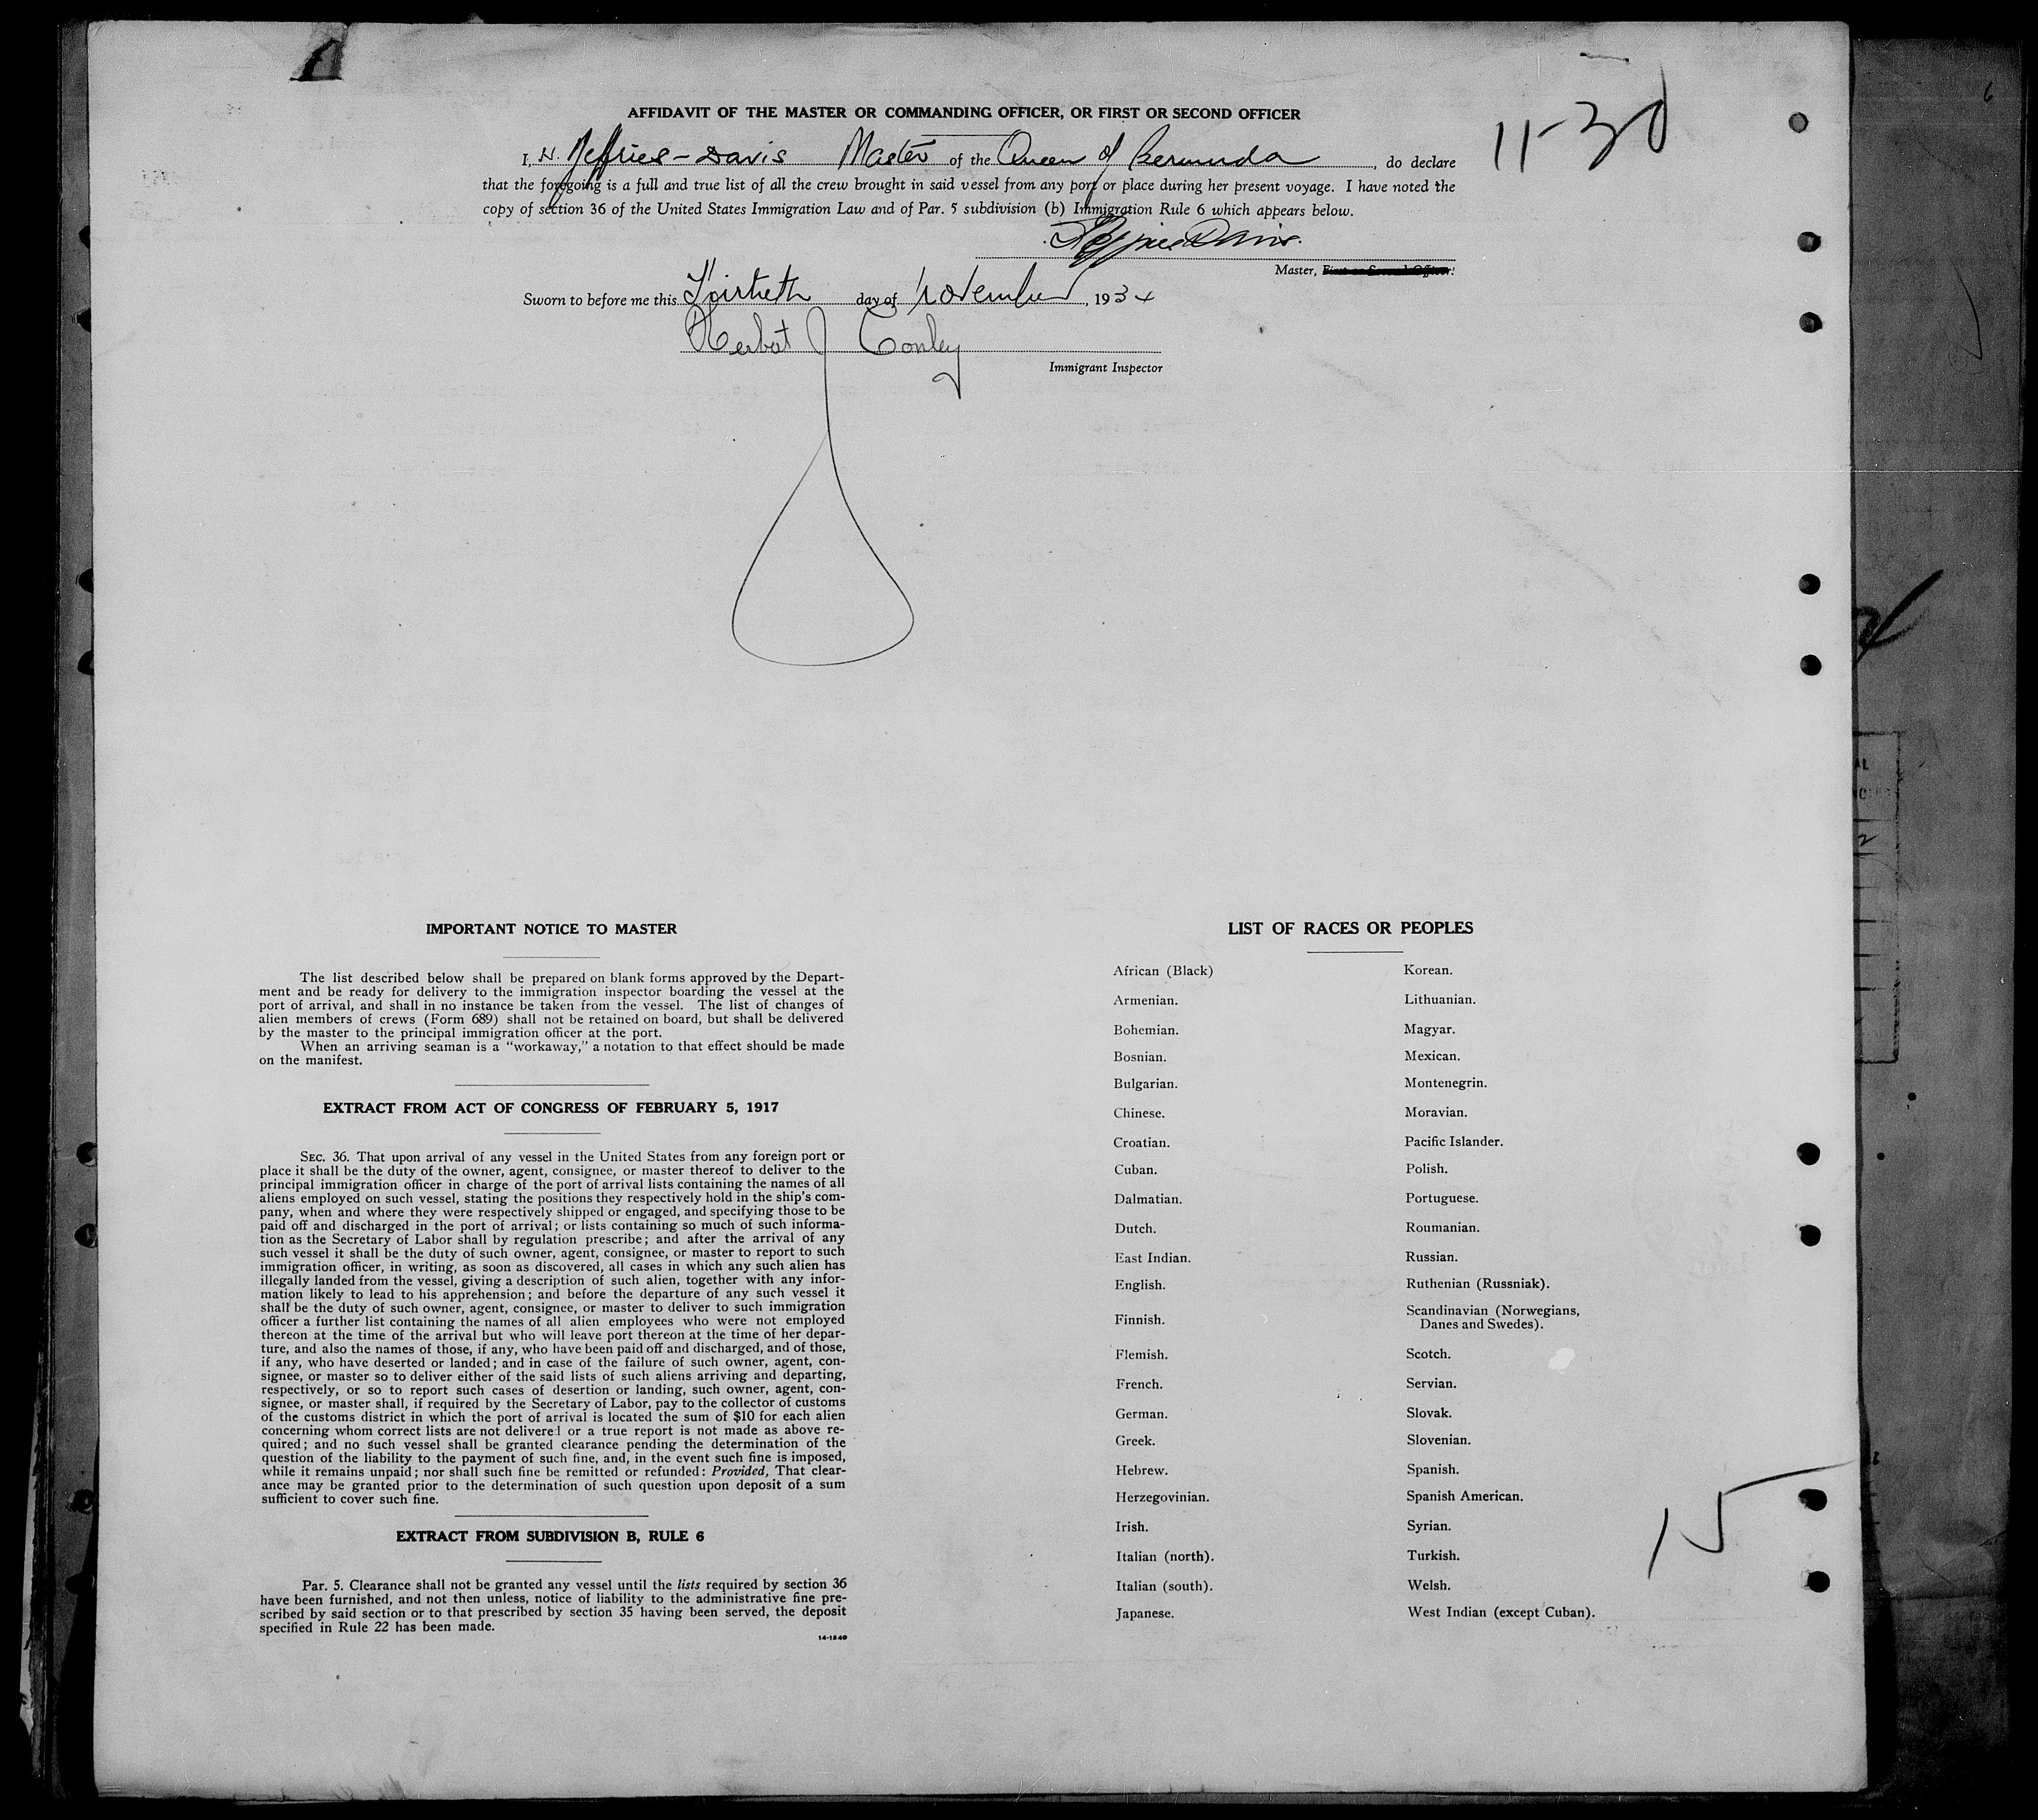 AFFIDAVIT OF THE MASTER OR COMMANDING OFFICER, OR FIRST OR SECOND OFFICER
11-30
I, H. Jeffries-Davis Master of the Queen of Bermuda, do declare
that the foregoing is a full and true list of all the crew brought in said vessel from any port or place during her present voyage. I have noted the
copy of section 36 of the United States Immigration Law and of Par. 5 subdivision (b) Immigration Rule 6 which appears below.
H Jeffries Davis.
Master, First or Second Officer.
Sworn to before me this Thirtieth day of November, 1934
Herbert J Conley
Immigrant Inspector
IMPORTANT NOTICE TO MASTER
The list described below shall be prepared on blank forms approved by the Depart-
ment and be ready for delivery to the immigration inspector boarding the vessel at the
port of arrival, and shall in no instance be taken from the vessel. The list of changes of
alien members of crews (Form 689) shall not be retained on board, but shall be delivered
by the master to the principal immigration officer at the port.
When an arriving seaman is a "workaway," a notation to that effect should be made
on the manifest.
EXTRACT FROM ACT OF CONGRESS OF FEBRUARY 5, 1917
SEC. 36. That upon arrival of any vessel in the United States from any foreign port or
place it shall be the duty of the owner, agent, consignee, or master thereof to deliver to the
principal immigration officer in charge of the port of arrival lists containing the names of all
aliens employed on such vessel, stating the positions they respectively hold in the ship's com-
pany, when and where they were respectively shipped or engaged, and specifying those to be
paid off and discharged in the port of arrival; or lists containing so much of such informa-
tion as the Secretary of Labor shall by regulation prescribe; and after the arrival of any
such vessel it shall be the duty of such owner, agent, consignee, or master to report to such
immigration officer, in writing, as soon as discovered, all cases in which any such alien has
illegally landed from the vessel, giving a description of such alien, together with any infor-
mation likely to lead to his apprehension; and before the departure of any such vessel it
shall be the duty of such owner, agent, consignee, or master to deliver to such immigration
officer a further list containing the names of all alien employees who were not employed
thereon at the time of the arrival but who will leave port thereon at the time of her depar-
ture, and also the names of those, if any, who have been paid off and discharged, and of those,
if any, who have deserted or landed; and in case of the failure of such owner, agent, con-
signee, or master so to deliver either of the said lists of such aliens arriving and departing,
respectively, or so to report such cases of desertion or landing, such owner, agent, con-
signee, or master shall, if required by the Secretary of Labor, pay to the collector of customs
of the customs district in which the port of arrival is located the sum of $10 for each alien
concerning whom correct lists are not delivered or a true report is not made as above re-
quired; and no such vessel shall be granted clearance pending the determination of the
question of the liability to the payment of such fine, and, in the event such fine is imposed,
while it remains unpaid; nor shall such fine be remitted or refunded: Provided, That clear-
ance may be granted prior to the determination of such question upon deposit of a sum
sufficient to cover such fine.
EXTRACT FROM SUBDIVISION B, RULE 6
Par. 5. Clearance shall not be granted any vessel until the lists required by section 36
have been furnished, and not then unless, notice of liability to the administrative fine pre-
scribed by said section or to that prescribed by section 35 having been served, the deposit
specified in Rule 22 has been made.
14-1240
LIST OF RACES OR PEOPLES
African (Black)
Armenian.
Bohemian.
Bosnian.
Bulgarian.
Chinese.
Croatian.
Cuban.
Dalmatian.
Dutch.
East Indian.
English.
Finnish.
Flemish.
French.
German.
Greek.
Hebrew.
Herzegovinian.
Irish.
Italian (north).
Italian (south).
Japanese.
Korean.
Lithuanian.
Magyar.
Mexican.
Montenegrin.
Moravian.
Pacific Islander.
Polish.
Portuguese.
Roumanian.
Russian.
Ruthenian (Russniak).
Scandinavian (Norwegians,
Danes and Swedes).
Scotch.
Servian.
Slovak.
Slovenian.
Spanish.
Spanish American.
Syrian.
Turkish.
Welsh.
West Indian (except Cuban).
15